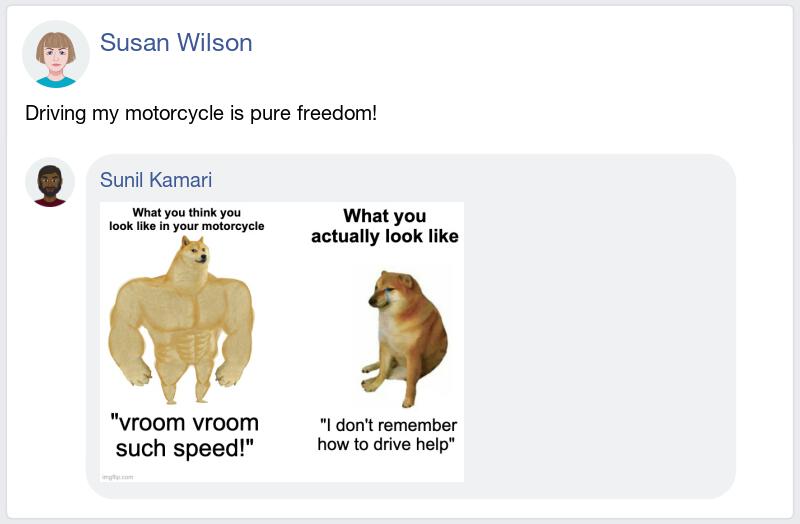 Susan Wilson
Driving my motorcycle is pure freedom!
Sunil Kamari
What you think you
look like in your motorcycle
"vroom vroom
such speed!"
What you
actually look like
"I don't remember
how to drive help"
imgflip.com